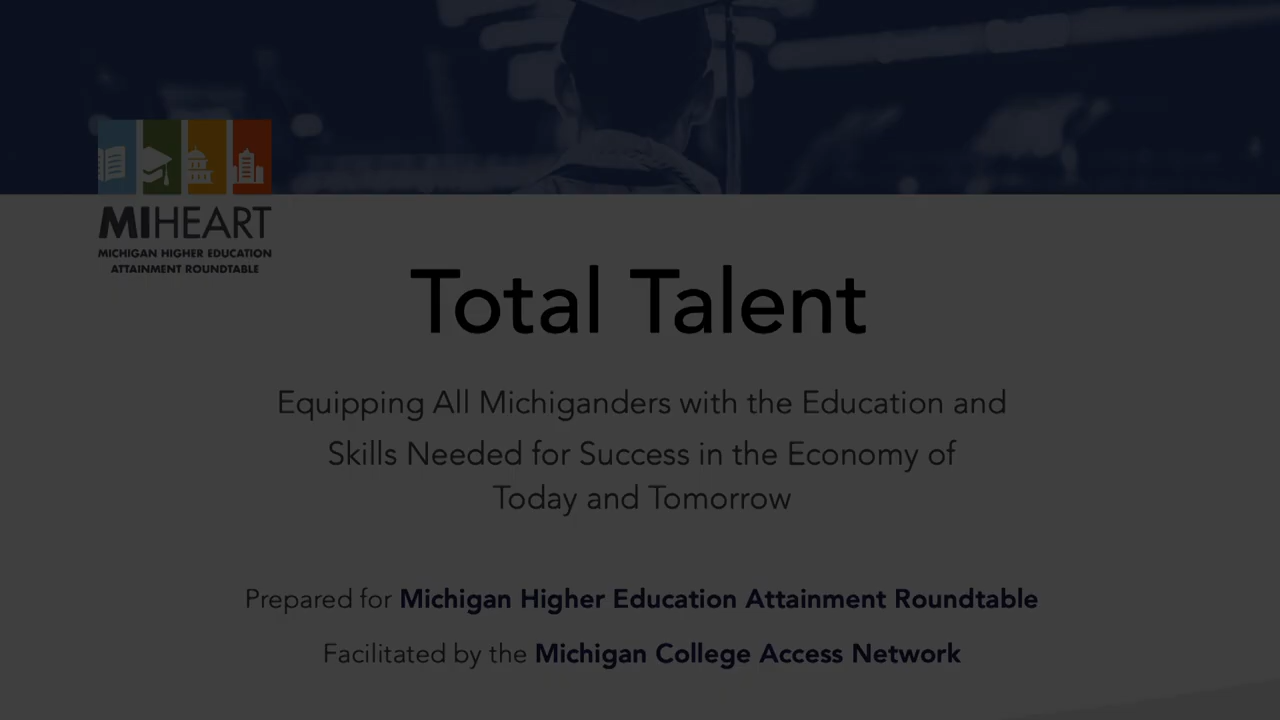 MIHEART
MICHIGAN HIGHER EDUCATION
ATTAINMENT ROUNDTABLE
Total Talent
Equipping All Michiganders with the Education and
Skills Needed for Success in the Economy of
Today and Tomorrow
Prepared for Michigan Higher Education Attainment Roundtable
Facilitated by the Michigan College Access Network